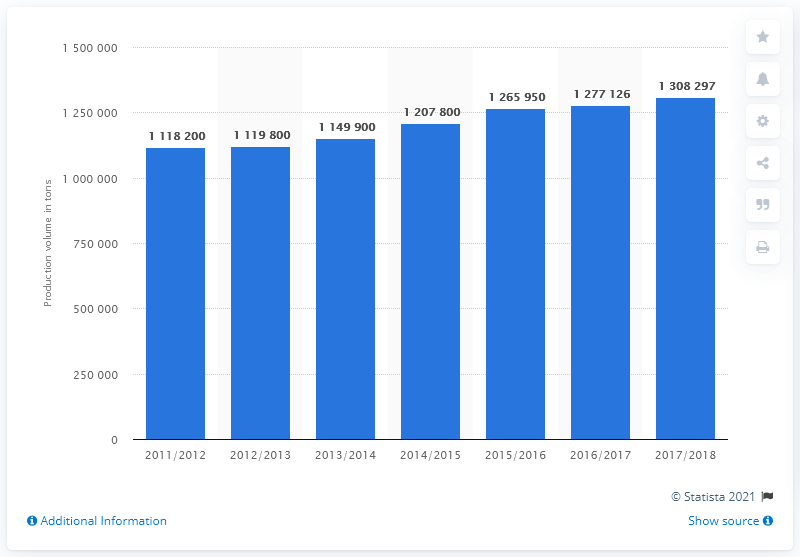 1 500 000
1 250 000
1 000 000
750 000
500 000
250 000
0
Production volume in tons
1 118 200
1 119 800
1 149 900
1 207 800
1 265 950
1 277 126
1 308 297
2011/2012
2012/2013
2013/2014
2014/2015
2015/2016
2016/2017
2017/2018
© Statista 2021
Additional Information
Show source